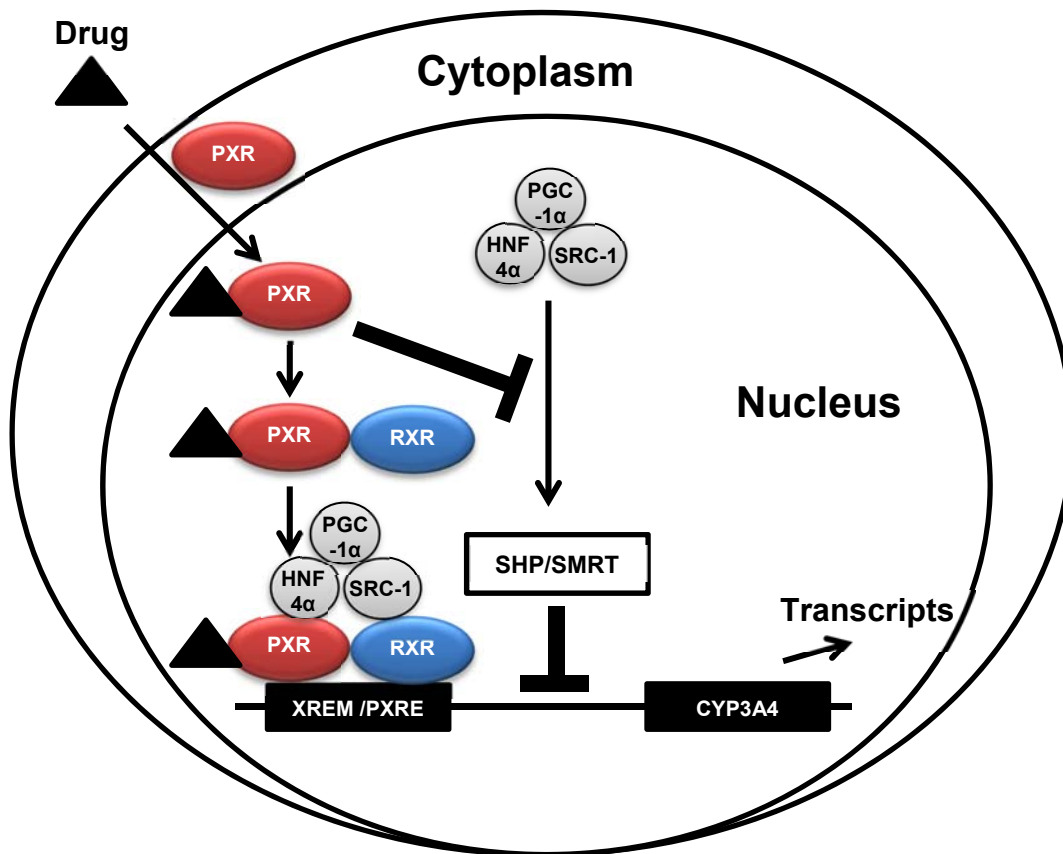 Drug
Cytoplasm
PXR
PGC
-1α
HNF
4α
SRC-1
PXR
Nucleus
PXR
RXR
PGC
-1α
HNF
4α
SRC-1
SHP/SMRT
Transcripts
PXR
RXR
XREM /PXRE
CYP3A4